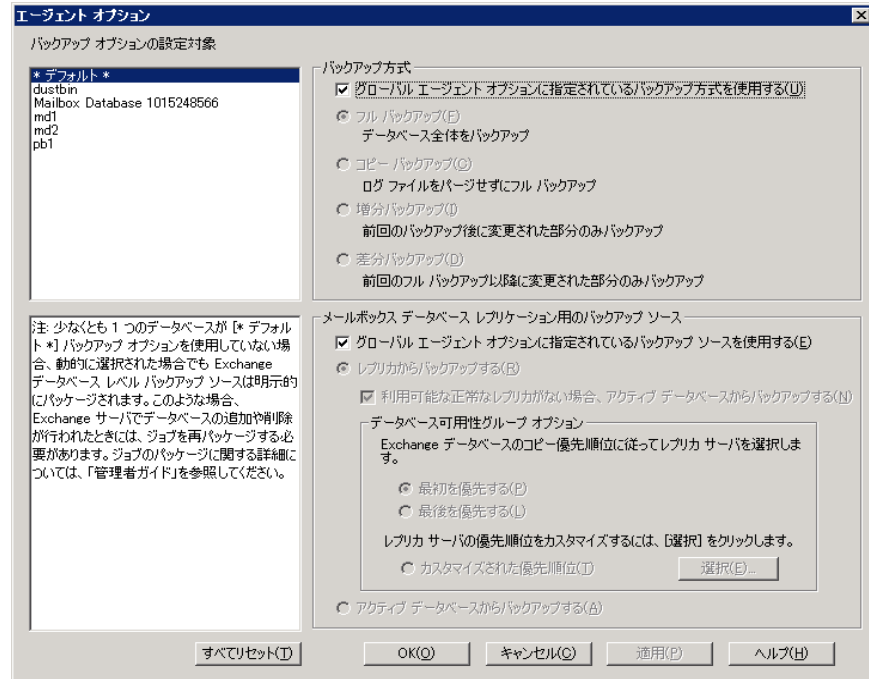 エージェント オプション
バックアップ オプションの設定対象
* デフォルト *
dustbin
Mailbox Database 1015248566
md1
md2
pb1
バックアップ方式
グローバル エージェント オプションに指定されているバックアップ方式を使用する(U)
フル バックアップ(F)
データベース全体をバックアップ
コピー バックアップ(C)
ログ ファイルをパージせずにフル バックアップ
増分バックアップ(I)
前回のバックアップ後に変更された部分のみバックアップ
差分バックアップ(D)
前回のフル バックアップ以降に変更された部分のみバックアップ
注: 少なくとも 1 つのデータベースが [* デフォル
ト *] バックアップ オプションを使用していない場
合、動的に選択された場合でも Exchange
データベース レベル バックアップ ソースは明示的
にパッケージされます。このような場合、
Exchange サーバでデータベースの追加や削除
が行われたときには、ジョブを再パッケージする必
要があります。ジョブのパッケージに関する詳細に
ついては、「管理者ガイド」を参照してください。
メールボックス データベース レプリケーション用のバックアップ ソース
グローバル エージェント オプションに指定されているバックアップ ソースを使用する(E)
レプリカからバックアップする(R)
利用可能な正常なレプリカがない場合、アクティブ データベースからバックアップする(N)
データベース可用性グループ オプション
Exchange データベースのコピー優先順位に従ってレプリカ サーバを選択しま
す。
最初を優先する(P)
最後を優先する(L)
レプリカ サーバの優先順位をカスタマイズするには、[選択] をクリックします。
カスタマイズされた優先順位(T)
選択(E)...
アクティブ データベースからバックアップする(A)
すべてリセット(T)
OK(O)
キャンセル(C)
適用(P)
ヘルプ(H)